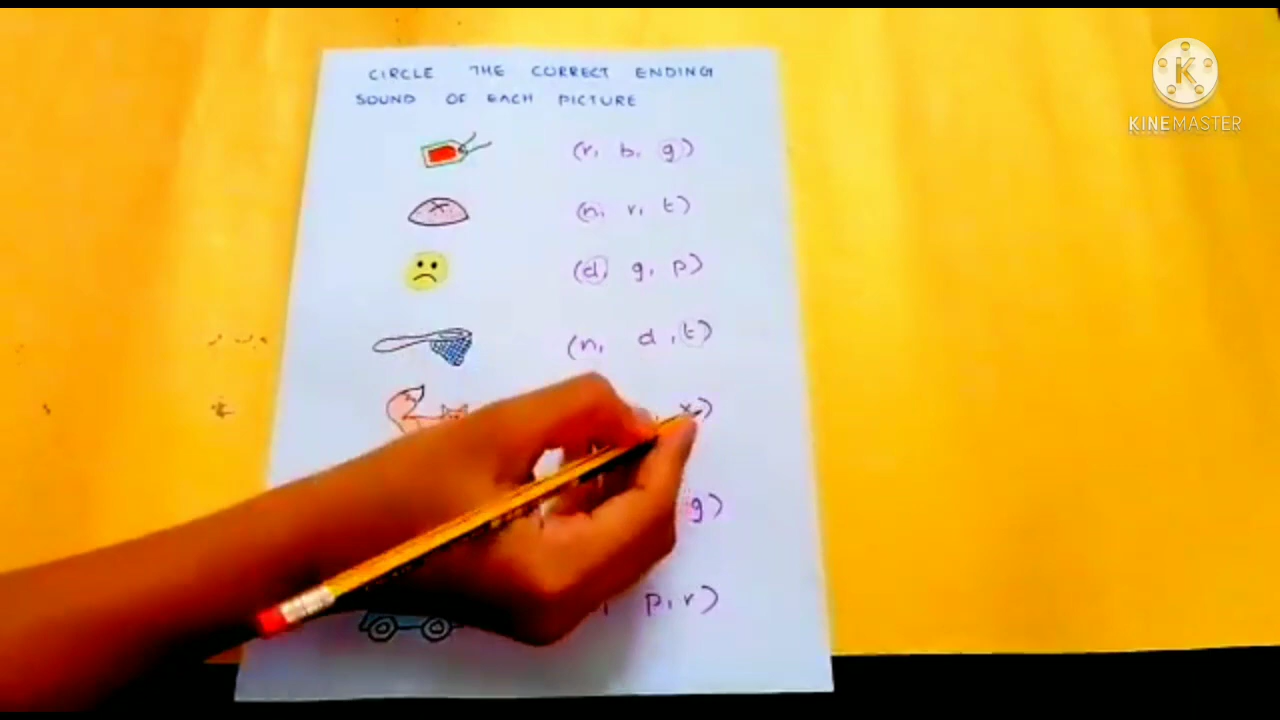 CIRCLE THE CORRECT ENDING
SOUND OF EACH PICTURE
(r, b, g)
(n, r, t)
(d, g, p)
(n, d, t)
x)
g)
p, r)
KINEMASTER